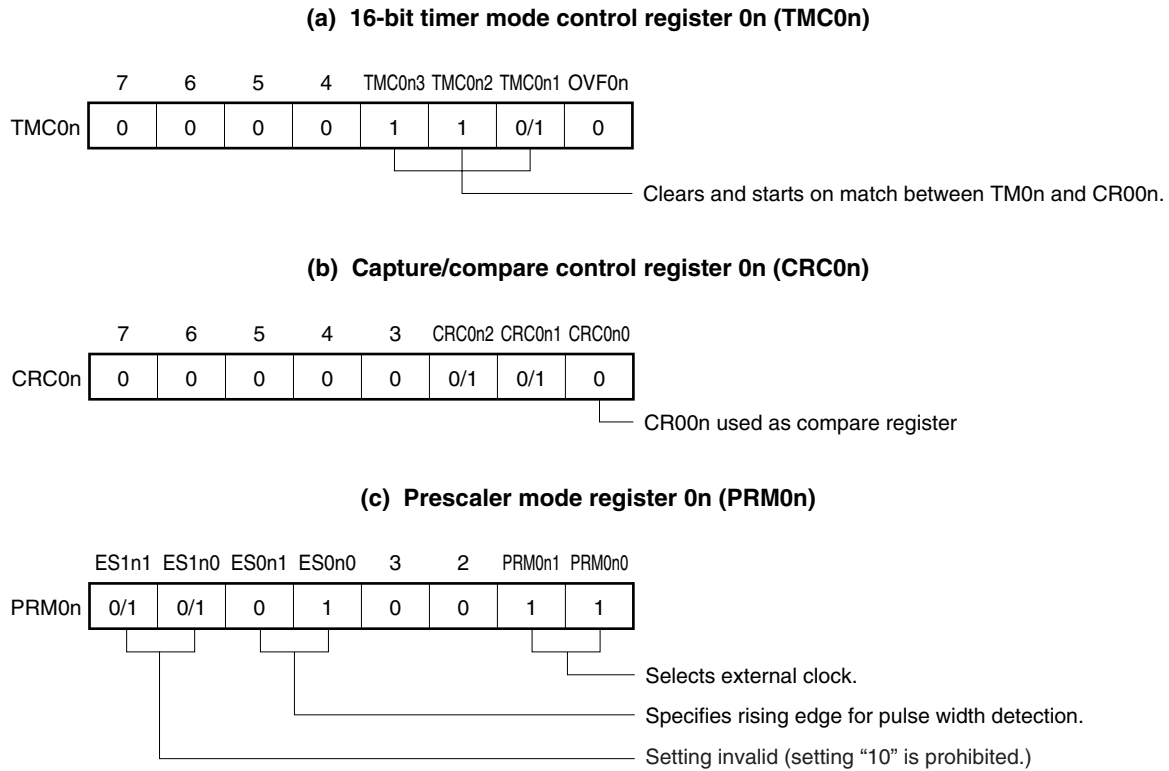 (a) 16-bit timer mode control register 0n (TMC0n)
7 6 5 4 TMC0n3 TMC0n2 TMC0n1 OVF0n
TMC0n 0 0 0 0 1 1 0/1 0
Clears and starts on match between TM0n and CR00n.
(b) Capture/compare control register 0n (CRC0n)
7 6 5 4 3 CRC0n2 CRC0n1 CRC0n0
CRC0n 0 0 0 0 0 0/1 0/1 0
CR00n used as compare register
(c) Prescaler mode register 0n (PRM0n)
ES1n1 ES1n0 ES0n1 ES0n0 3 2 PRM0n1 PRM0n0
PRM0n 0/1 0/1 0 1 0 0 1 1
Selects external clock.
Specifies rising edge for pulse width detection.
Setting invalid (setting “10” is prohibited.)